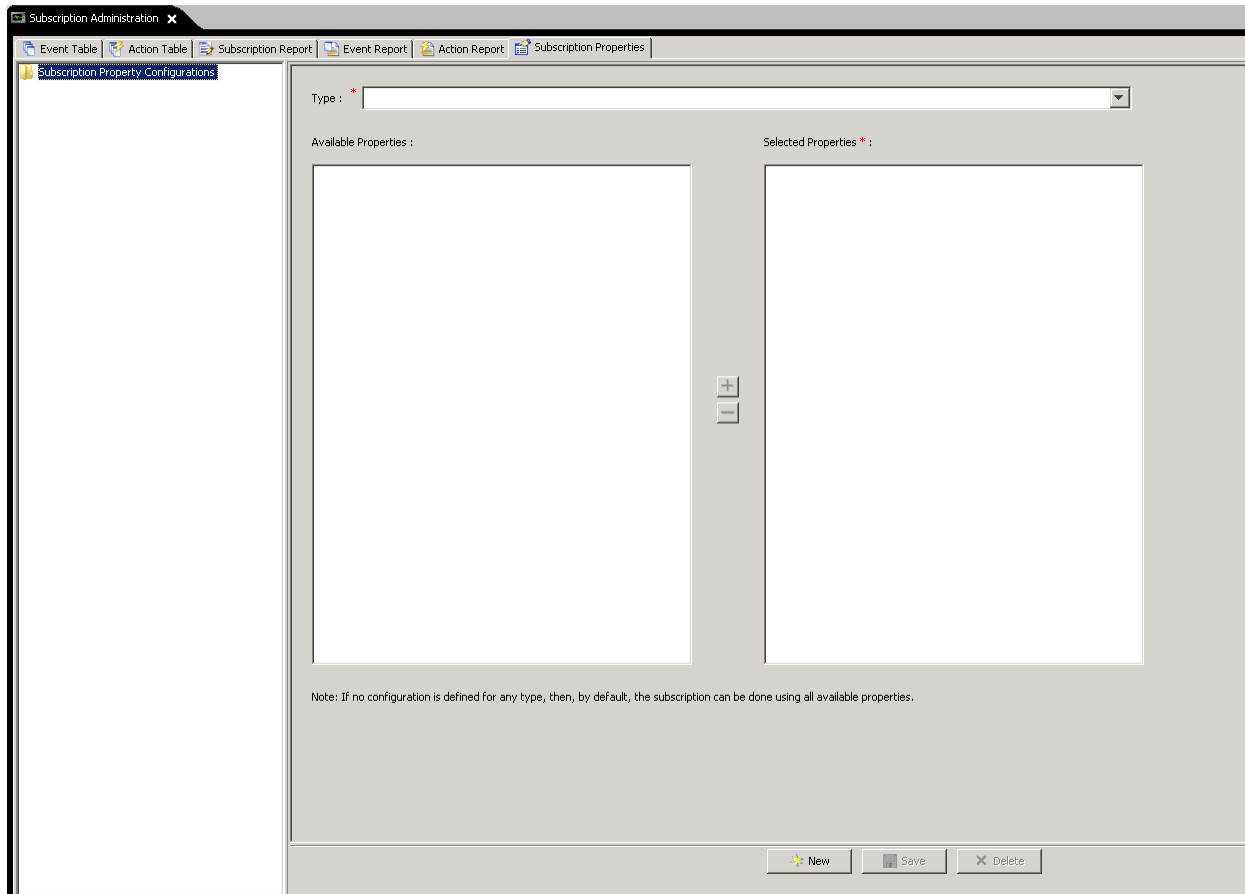 Subscription Administration
Event Table Action Table Subscription Report Event Report Action Report Subscription Properties
Subscription Property Configurations
Type : *
Available Properties :
Selected Properties * :
Note: If no configuration is defined for any type, then, by default, the subscription can be done using all available properties.
New Save Delete